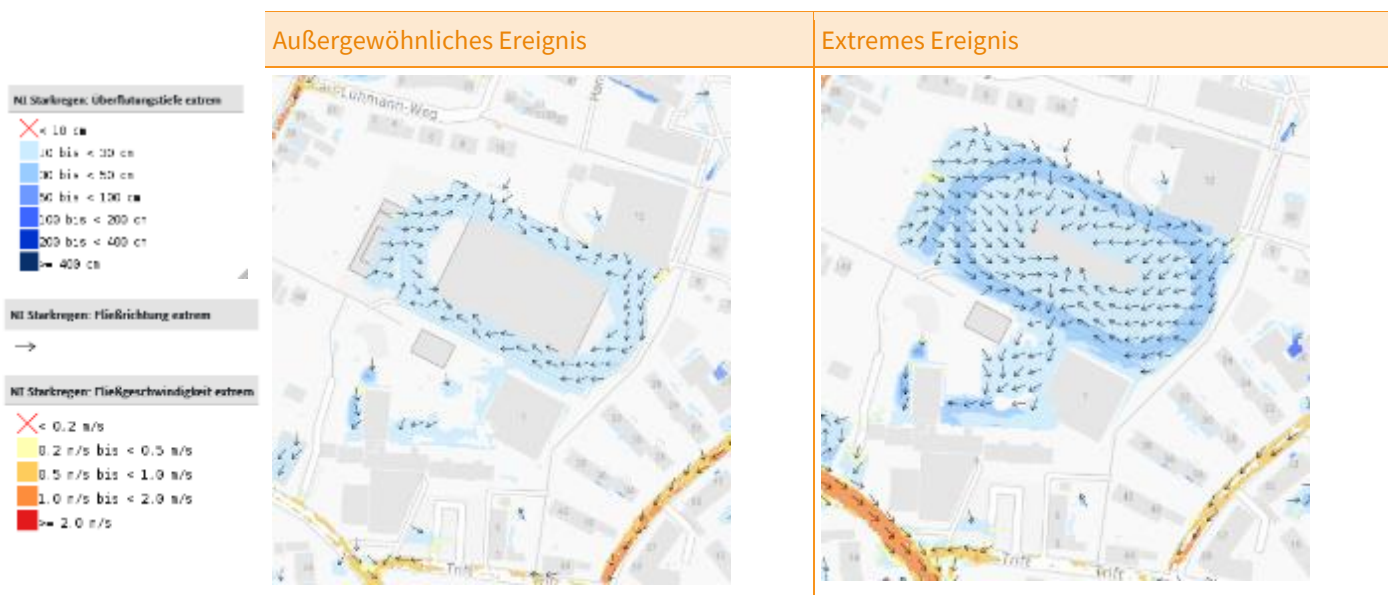 Außergewöhnliches Ereignis
Extremes Ereignis
NI Starkregen: Überflutungstiefe extrem
< 10 cm
10 bis < 30 cm
30 bis < 50 cm
50 bis < 100 cm
100 bis < 200 cm
200 bis < 400 cm
>= 400 cm
NI Starkregen: Fließrichtung extrem
NI Starkregen: Fließgeschwindigkeit extrem
< 0.2 m/s
0.2 m/s bis < 0.5 m/s
0.5 m/s bis < 1.0 m/s
1.0 m/s bis < 2.0 m/s
>= 2.0 m/s
Luhmann-Weg
Trift
Trift
Trift